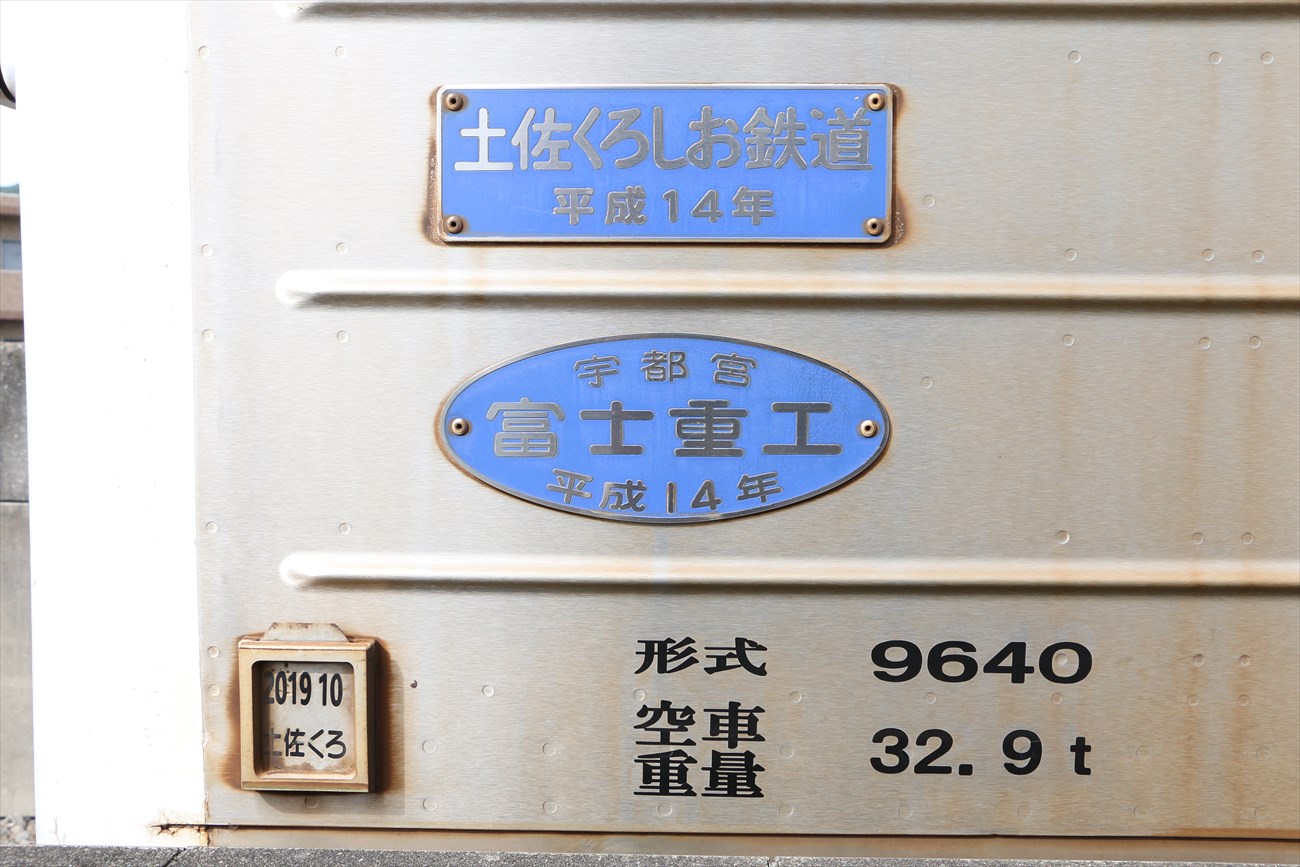 土佐くろしお鉄道
平成14年
宇都宮
富士重工
平成14年
2019 10
土佐くろ
形式 9640
空車
重量 32.9t